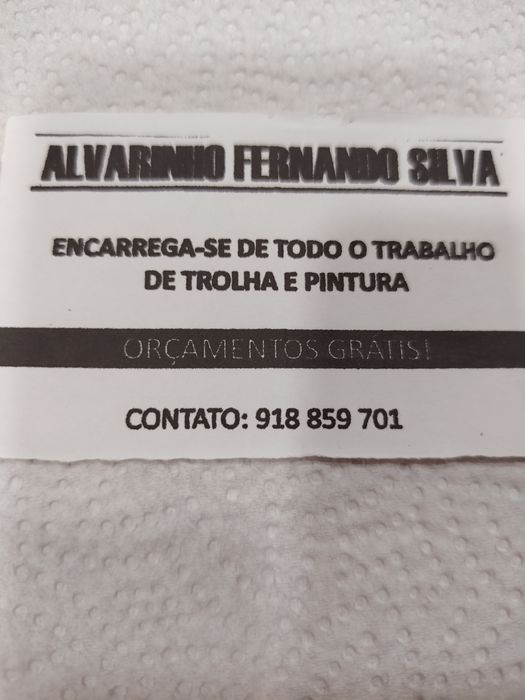 ALVARINHO FERNANDO SILVA
ENCARREGA-SE DE TODO O TRABALHO
DE TROLHA E PINTURA
ORÇAMENTOS GRÁTIS!
CONTATO: 918 859 701